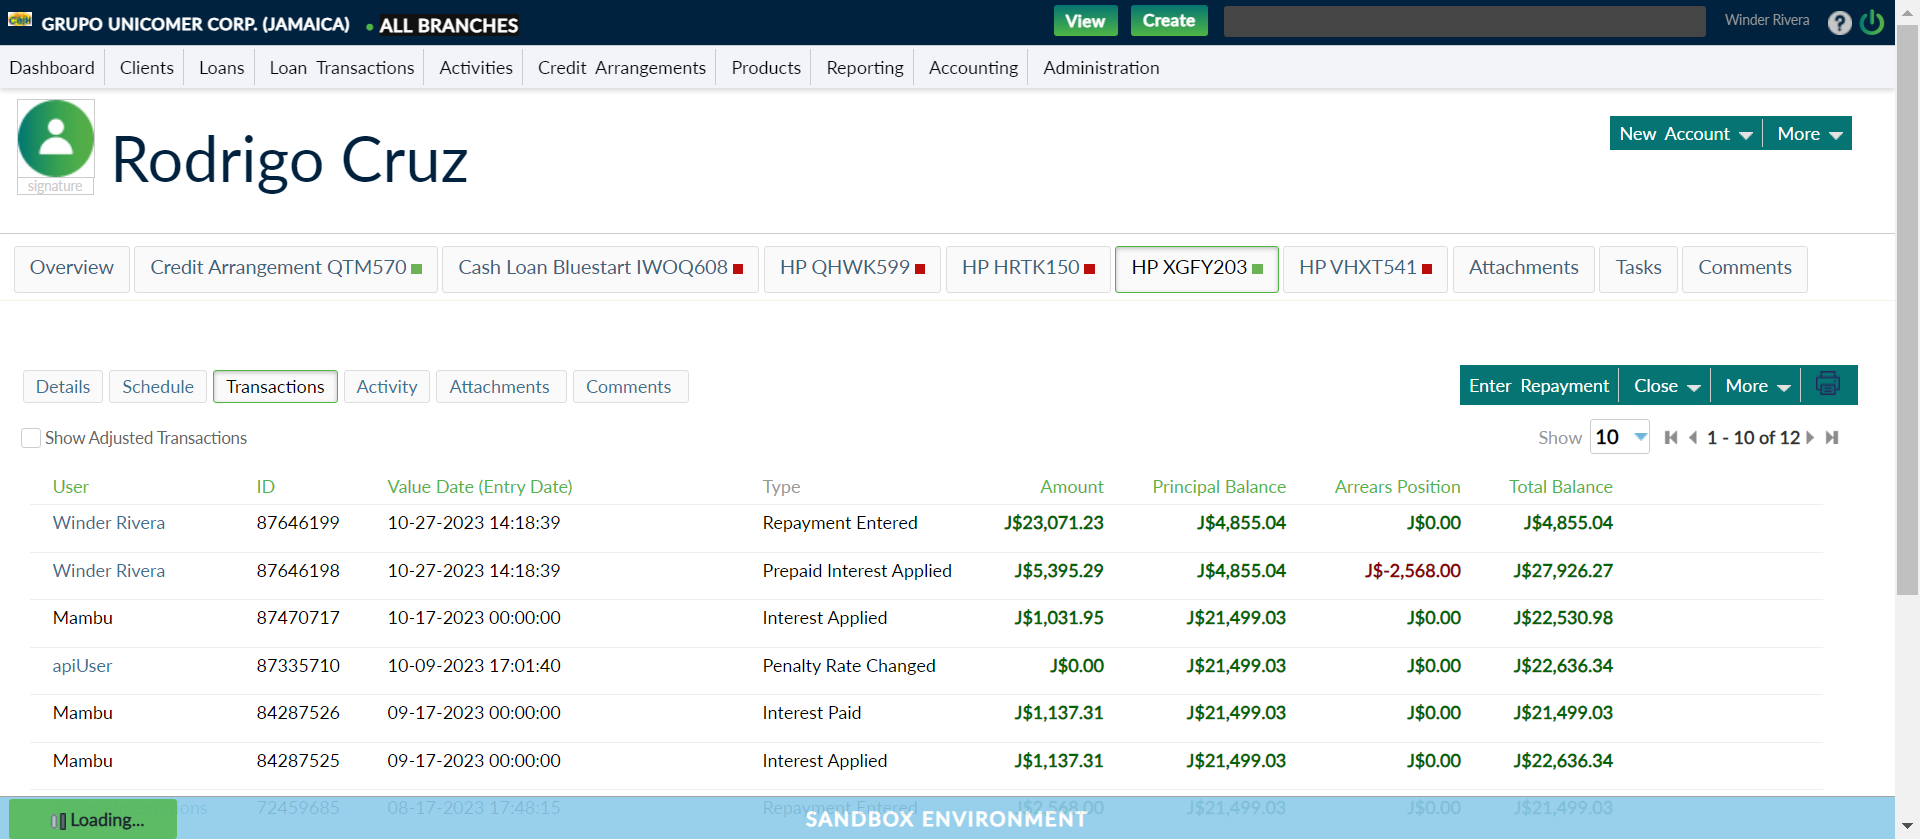 Cash GRUPO UNICOMER CORP. (JAMAICA) • ALL BRANCHES View Create Winder Rivera ?
Dashboard Clients Loans Loan Transactions Activities Credit Arrangements Products Reporting Accounting Administration
signature Rodrigo Cruz New Account More
Overview Credit Arrangement QTM570 Cash Loan Bluestart IWOQ608 HP QHWK599 HP HRTK150 HP XGFY203 HP VHXT541 Attachments Tasks Comments
Details Schedule Transactions Activity Attachments Comments Enter Repayment Close More
Show Adjusted Transactions Show 10 1 - 10 of 12
User ID Value Date (Entry Date) Type Amount Principal Balance Arrears Position Total Balance
Winder Rivera 87646199 10-27-2023 14:18:39 Repayment Entered J$23,071.23 J$4,855.04 J$0.00 J$4,855.04
Winder Rivera 87646198 10-27-2023 14:18:39 Prepaid Interest Applied J$5,395.29 J$4,855.04 J$-2,568.00 J$27,926.27
Mambu 87470717 10-17-2023 00:00:00 Interest Applied J$1,031.95 J$21,499.03 J$0.00 J$22,530.98
apiUser 87335710 10-09-2023 17:01:40 Penalty Rate Changed J$0.00 J$21,499.03 J$0.00 J$22,636.34
Mambu 84287526 09-17-2023 00:00:00 Interest Paid J$1,137.31 J$21,499.03 J$0.00 J$21,499.03
Mambu 84287525 09-17-2023 00:00:00 Interest Applied J$1,137.31 J$21,499.03 J$0.00 J$22,636.34
72459685 08-17-2023 17:48:15 Repayment Entered J$2,568.00 J$21,499.03 J$0.00 J$21,499.03
Loading... SANDBOX ENVIRONMENT